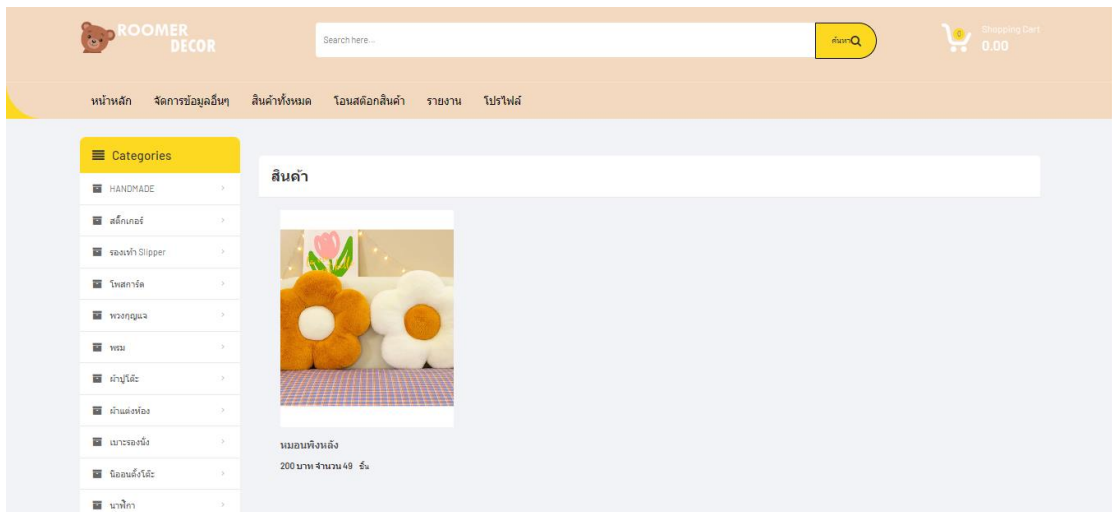 ROOMER
DECOR
Search here...
ค้นหา
0
Shopping Cart
0.00
หน้าหลัก จัดการข้อมูลอื่นๆ สินค้าทั้งหมด โอนสต๊อกสินค้า รายงาน โปรไฟล์
Categories
HANDMADE
สติ๊กเกอร์
รองเท้า Slipper
โพสการ์ด
พวงกุญแจ
พรม
ผ้าปูโต๊ะ
ผ้าแต่งห้อง
เบาะรองนั่ง
นีออนตั้งโต๊ะ
นาฬิกา
สินค้า
หมอนพิงหลัง
200 บาท จำนวน 49 ชิ้น